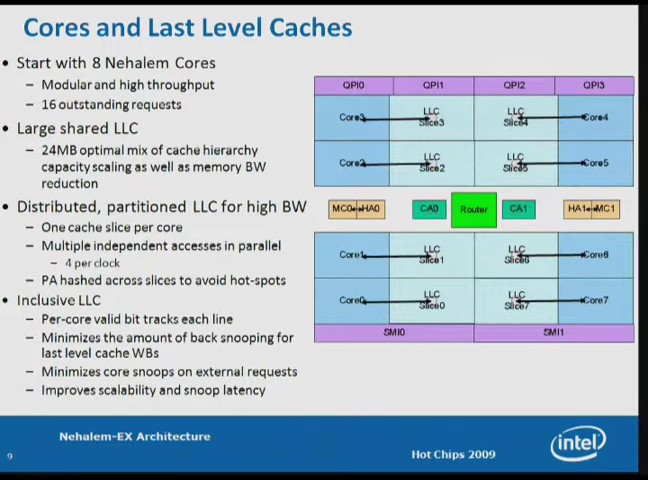 Cores and Last Level Caches
• Start with 8 Nehalem Cores
– Modular and high throughput
– 16 outstanding requests
• Large shared LLC
– 24MB optimal mix of cache hierarchy
capacity scaling as well as memory BW
reduction
• Distributed, partitioned LLC for high BW
– One cache slice per core
– Multiple independent accesses in parallel
– 4 per clock
– PA hashed across slices to avoid hot-spots
• Inclusive LLC
– Per-core valid bit tracks each line
– Minimizes the amount of back snooping for
last level cache WBs
– Minimizes core snoops on external requests
– Improves scalability and snoop latency
QPI0 QPI1 QPI2 QPI3
Core3 LLC Slice3 LLC Slice4 Core4
Core2 LLC Slice2 LLC Slice5 Core5
MC0 HA0 CA0 Router CA1 HA1 MC1
Core1 LLC Slice1 LLC Slice6 Core6
Core0 LLC Slice0 LLC Slice7 Core7
SMI0 SMI1
9
Nehalem-EX Architecture
Hot Chips 2009
intel